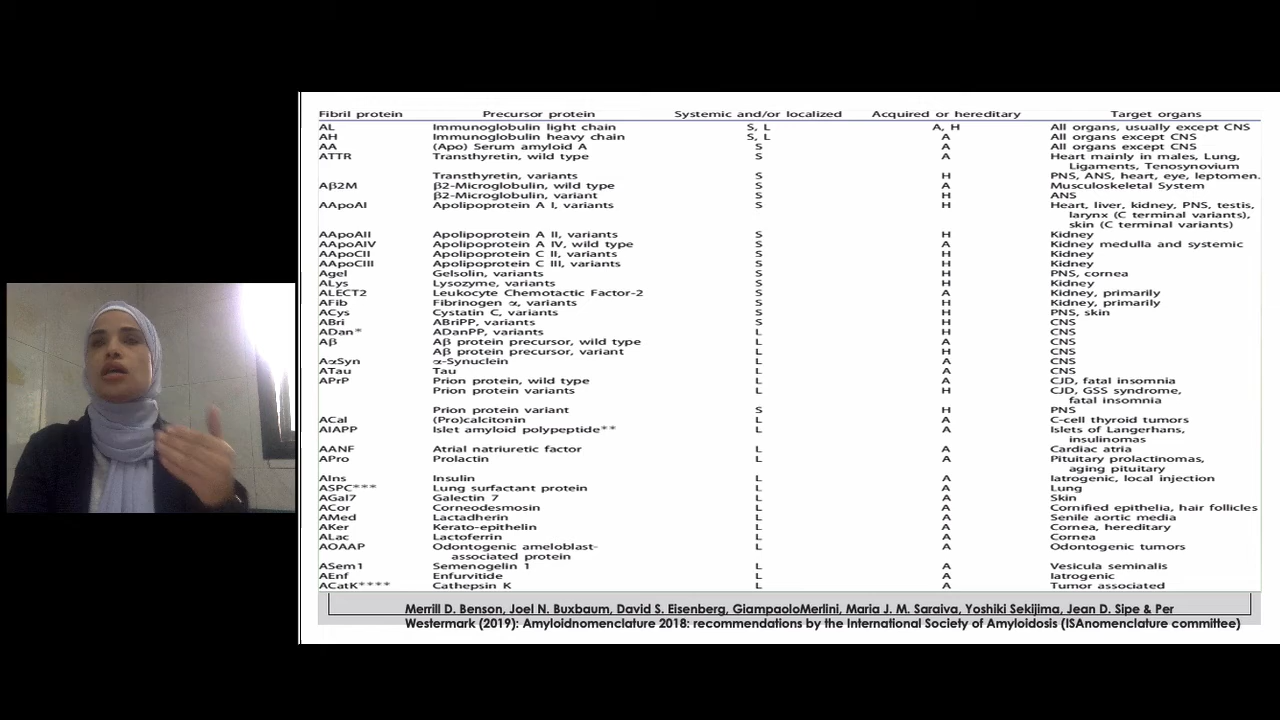 Fibril protein Precursor protein Systemic and/or localized Acquired or hereditary Target organs
AL Immunoglobulin light chain S, L A, H All organs, usually except CNS
AH Immunoglobulin heavy chain S, L A All organs except CNS
AA (Apo) Serum amyloid A S A All organs except CNS
ATTR Transthyretin, wild type S A Heart mainly in males, Lung,
Ligaments, Tenosynovium
Transthyretin, variants S H PNS, ANS, heart, eye, leptomen.
Aβ2M β2-Microglobulin, wild type S A Musculoskeletal System
β2-Microglobulin, variant S H ANS
AApoAI Apolipoprotein A I, variants S H Heart, liver, kidney, PNS, testis,
larynx (C terminal variants),
skin (C terminal variants)
AApoAII Apolipoprotein A II, variants S H Kidney
AApoAIV Apolipoprotein A IV, wild type S A Kidney medulla and systemic
AApoCII Apolipoprotein C II, variants S H Kidney
AApoCIII Apolipoprotein C III, variants S H Kidney
Agel Gelsolin, variants S H PNS, cornea
ALys Lysozyme, variants S H Kidney
ALECT2 Leukocyte Chemotactic Factor-2 S A Kidney, primarily
AFib Fibrinogen α, variants S H Kidney, primarily
ACys Cystatin C, variants S H PNS, skin
ABri ABriPP, variants S H CNS
ADan* ADanPP, variants L H CNS
Aβ Aβ protein precursor, wild type L A CNS
Aβ protein precursor, variant L H CNS
AαSyn α-Synuclein L A CNS
ATau Tau L A CNS
APrP Prion protein, wild type L A CJD, fatal insomnia
Prion protein variants L H CJD, GSS syndrome,
fatal insomnia
Prion protein variant S H PNS
ACal (Pro)calcitonin L A C-cell thyroid tumors
AIAPP Islet amyloid polypeptide** L A Islets of Langerhans,
insulinomas
AANF Atrial natriuretic factor L A Cardiac atria
APro Prolactin L A Pituitary prolactinomas,
aging pituitary
AIns Insulin L A Iatrogenic, local injection
ASPC*** Lung surfactant protein L A Lung
AGal7 Galectin 7 L A Skin
ACor Corneodesmosin L A Cornified epithelia, hair follicles
AMed Lactadherin L A Senile aortic media
AKer Kerato-epithelin L A Cornea, hereditary
ALac Lactoferrin L A Cornea
AOAAP Odontogenic ameloblast- L A Odontogenic tumors
associated protein
ASem1 Semenogelin 1 L A Vesicula seminalis
AEnf Enfurvitide L A Iatrogenic
ACatK**** Cathepsin K L A Tumor associated
Merrill D. Benson, Joel N. Buxbaum, David S. Eisenberg, GiampaoloMerlini, Maria J. M. Saraiva, Yoshiki Sekijima, Jean D. Sipe & Per
Westermark (2019): Amyloidnomenclature 2018: recommendations by the International Society of Amyloidosis (ISAnomenclature committee)